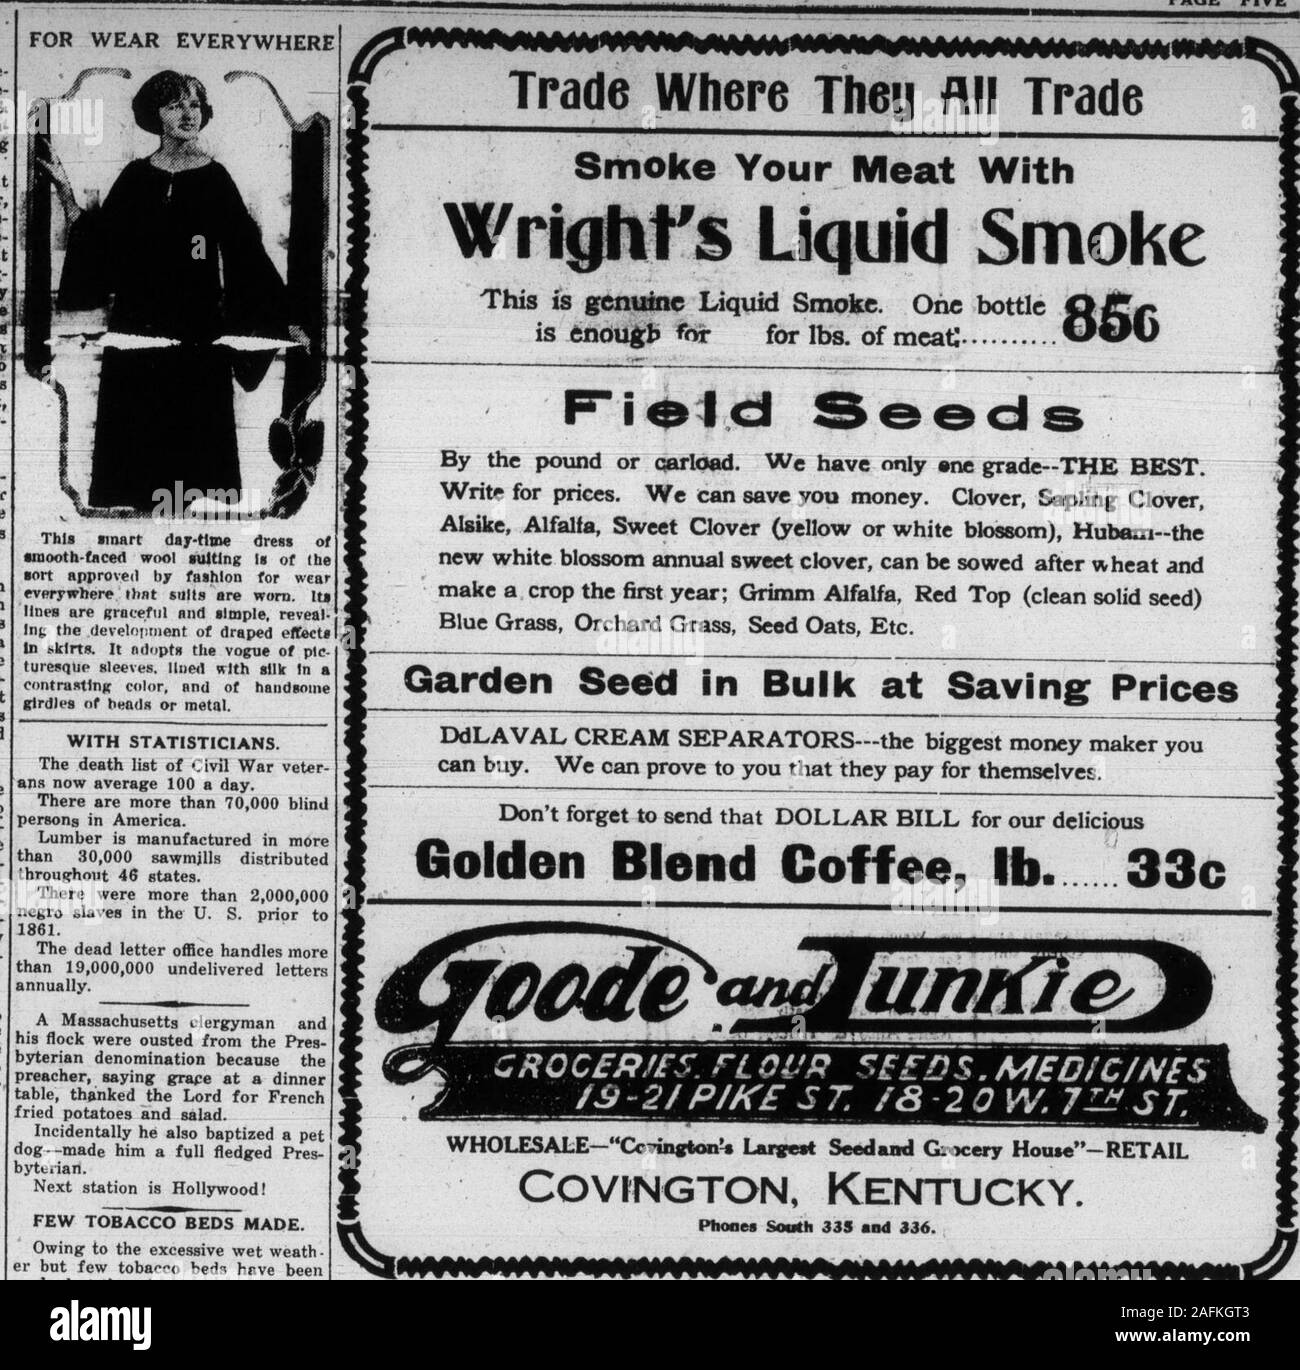 PAGE FIVE
FOR WEAR EVERYWHERE
This smart day-time dress of
smooth-faced wool suiting is of the
sort approved by fashion for wear
everywhere that suits are worn. Its
lines are graceful and simple, reveal-
ing the development of draped effects
in skirts. It adopts the vogue of pic-
turesque sleeves, lined with silk in a
contrasting color, and of handsome
girdles of beads or metal.
WITH STATISTICIANS.
The death list of Civil War veter-
ans now average 100 a day.
There are more than 70,000 blind
persons in America.
Lumber is manufactured in more
than 30,000 sawmills distributed
throughout 46 states.
There were more than 2,000,000
negro slaves in the U. S. prior to
1861.
The dead letter office handles more
than 19,000,000 undelivered letters
annually.
A Massachusetts clergyman and
his flock were ousted from the Pres-
byterian denomination because the
preacher, saying grace at a dinner
table, thanked the Lord for French
fried potatoes and salad.
Incidentally he also baptized a pet
dog—made him a full fledged Pres-
byterian.
Next station is Hollywood!
FEW TOBACCO BEDS MADE.
Owing to the excessive wet weath-
er but few tobacco beds have been
Trade Where They All Trade
Smoke Your Meat With
Wright's Liquid Smoke
This is genuine Liquid Smoke. One bottle
is enough for for lbs. of meat.......... 85c
Field Seeds
By the pound or carload. We have only one grade--THE BEST.
Write for prices. We can save you money. Clover, Sapling Clover,
Alsike, Alfalfa, Sweet Clover (yellow or white blossom), Hubam--the
new white blossom annual sweet clover, can be sowed after wheat and
make a crop the first year; Grimm Alfalfa, Red Top (clean solid seed)
Blue Grass, Orchard Grass, Seed Oats, Etc.
Garden Seed in Bulk at Saving Prices
DdLAVAL CREAM SEPARATORS---the biggest money maker you
can buy. We can prove to you that they pay for themselves.
Don't forget to send that DOLLAR BILL for our delicious
Golden Blend Coffee, lb. ...... 33c
Goode and Junkie
GROCERIES, FLOUR SEEDS, MEDICINES
19-21 PIKE ST. 18-20 W. 7TH ST.
WHOLESALE—"Covington's Largest Seed and Grocery House"—RETAIL
COVINGTON, KENTUCKY.
Phones South 335 and 336.
alamy
Image ID: 2AFKGT3
www.alamy.com